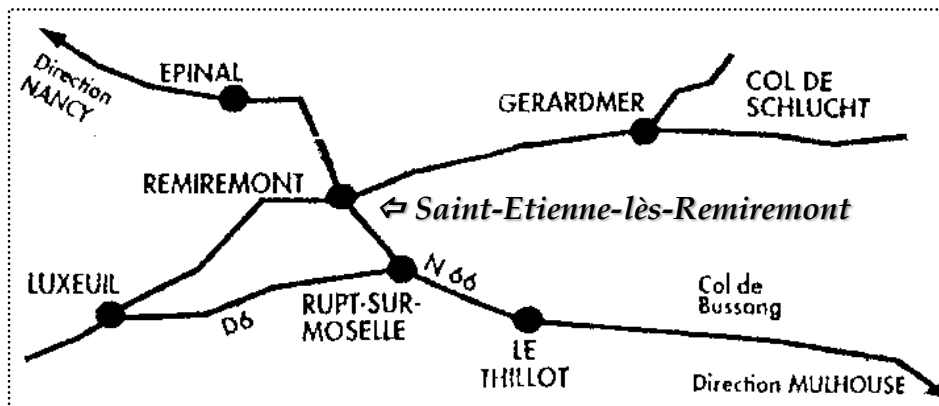 Direction
NANCY
EPINAL
GERARDMER
COL DE
SCHLUCHT
REMIREMONT
⇦ Saint-Etienne-lès-Remiremont
LUXEUIL
D6
RUPT-SUR-
MOSELLE
N 66
LE
THILLOT
Col de
Bussang
Direction MULHOUSE